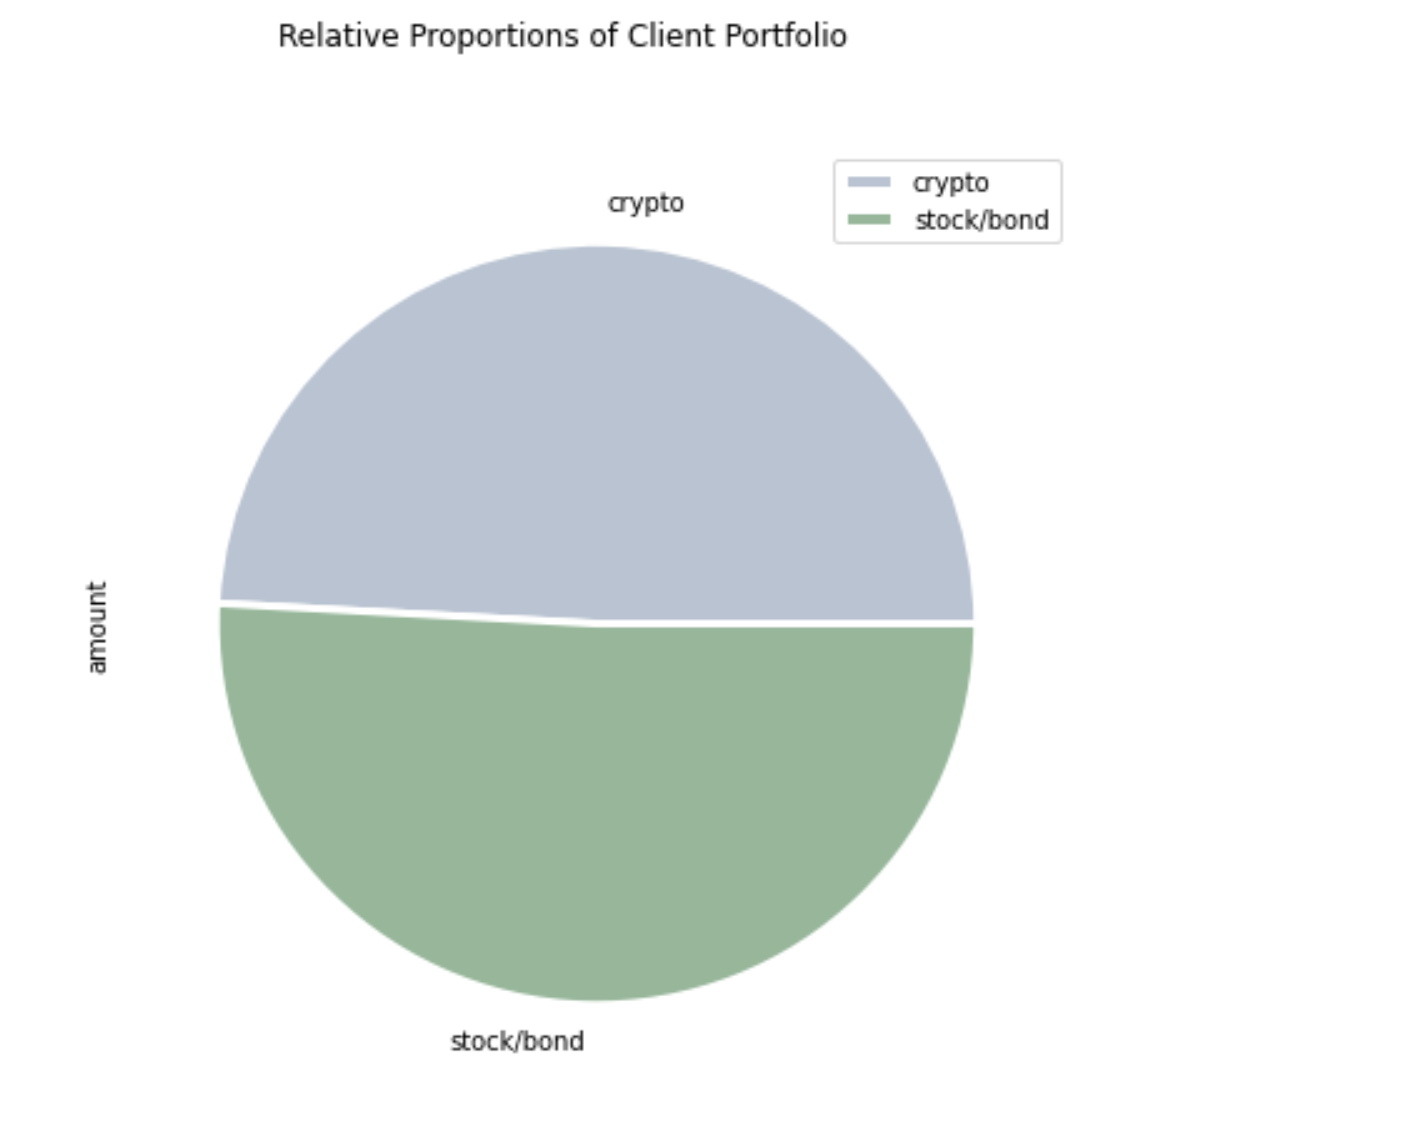 Relative Proportions of Client Portfolio
crypto
crypto
stock/bond
amount
stock/bond